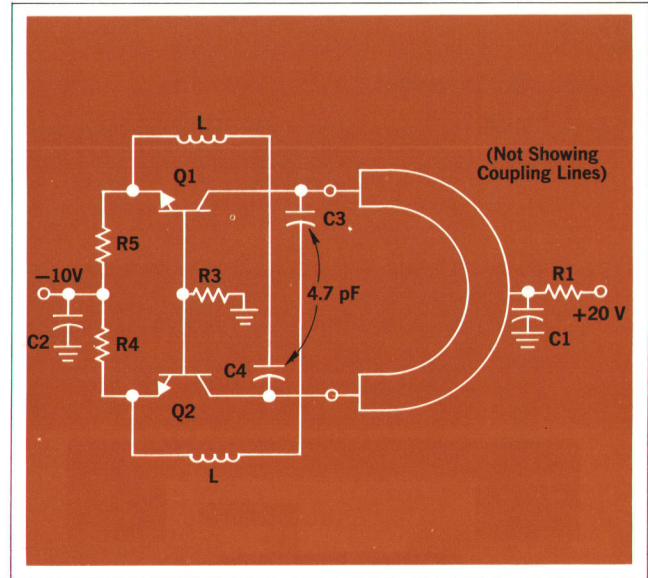 L
(Not Showing
Coupling Lines)
Q1
C3
R5
R1
−10V
R3
4.7 pF
+20 V
C2
R4
C4
C1
Q2
L